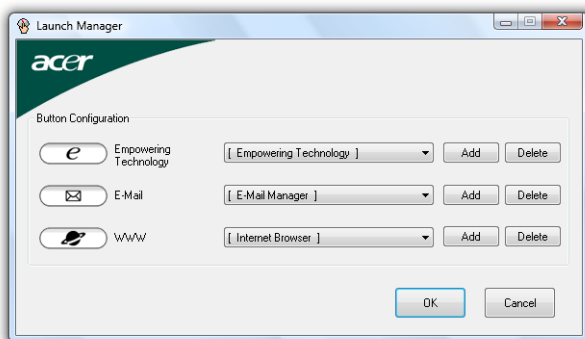 Launch Manager
acer
Button Configuration
e
Empowering
Technology
[ Empowering Technology ]
Add
Delete
E-Mail
[ E-Mail Manager ]
Add
Delete
WWW
[ Internet Browser ]
Add
Delete
OK
Cancel